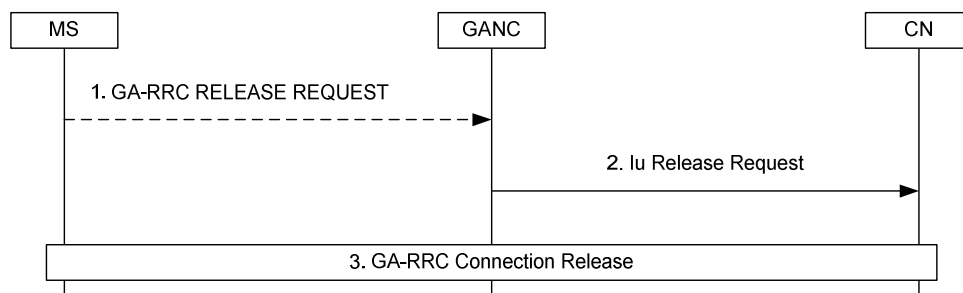 MS
GANC
CN
1. GA-RRC RELEASE REQUEST
2. Iu Release Request
3. GA-RRC Connection Release